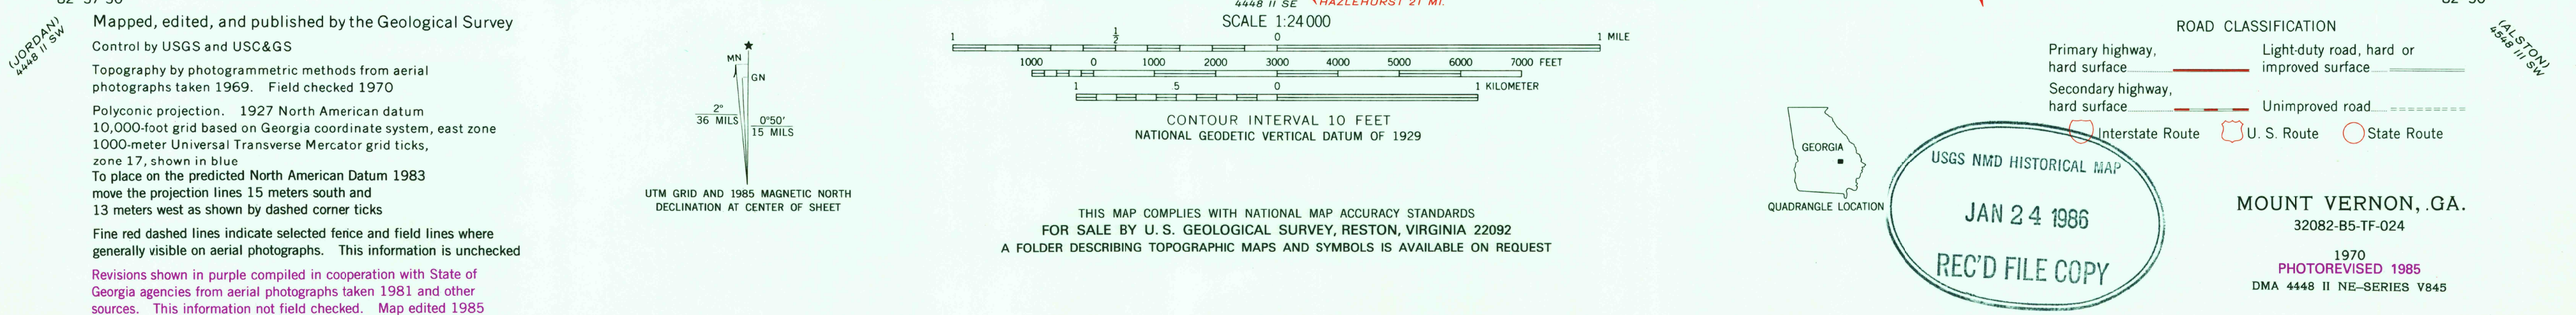 82°37'30"
(JORDAN)
4448 II SW
Mapped, edited, and published by the Geological Survey
Control by USGS and USC&GS
Topography by photogrammetric methods from aerial
photographs taken 1969. Field checked 1970
Polyconic projection. 1927 North American datum
10,000-foot grid based on Georgia coordinate system, east zone
1000-meter Universal Transverse Mercator grid ticks,
zone 17, shown in blue
To place on the predicted North American Datum 1983
move the projection lines 15 meters south and
13 meters west as shown by dashed corner ticks
Fine red dashed lines indicate selected fence and field lines where
generally visible on aerial photographs. This information is unchecked
Revisions shown in purple compiled in cooperation with State of
Georgia agencies from aerial photographs taken 1981 and other
sources. This information not field checked. Map edited 1985
MN
GN
2°
36 MILS
0°50'
15 MILS
UTM GRID AND 1985 MAGNETIC NORTH
DECLINATION AT CENTER OF SHEET
4448 II SE
HAZLEHURST 21 MI.
SCALE 1:24 000
1 1/2 0 1 MILE
1000 0 1000 2000 3000 4000 5000 6000 7000 FEET
1 .5 0 1 KILOMETER
CONTOUR INTERVAL 10 FEET
NATIONAL GEODETIC VERTICAL DATUM OF 1929
THIS MAP COMPLIES WITH NATIONAL MAP ACCURACY STANDARDS
FOR SALE BY U. S. GEOLOGICAL SURVEY, RESTON, VIRGINIA 22092
A FOLDER DESCRIBING TOPOGRAPHIC MAPS AND SYMBOLS IS AVAILABLE ON REQUEST
GEORGIA
QUADRANGLE LOCATION
USGS NMD HISTORICAL MAP
JAN 24 1986
REC'D FILE COPY
82°30'
(ALSTON)
4548 III SW
ROAD CLASSIFICATION
Primary highway,
hard surface
Light-duty road, hard or
improved surface
Secondary highway,
hard surface
Unimproved road
Interstate Route
U. S. Route
State Route
MOUNT VERNON, GA.
32082-B5-TF-024
1970
PHOTOREVISED 1985
DMA 4448 II NE–SERIES V845